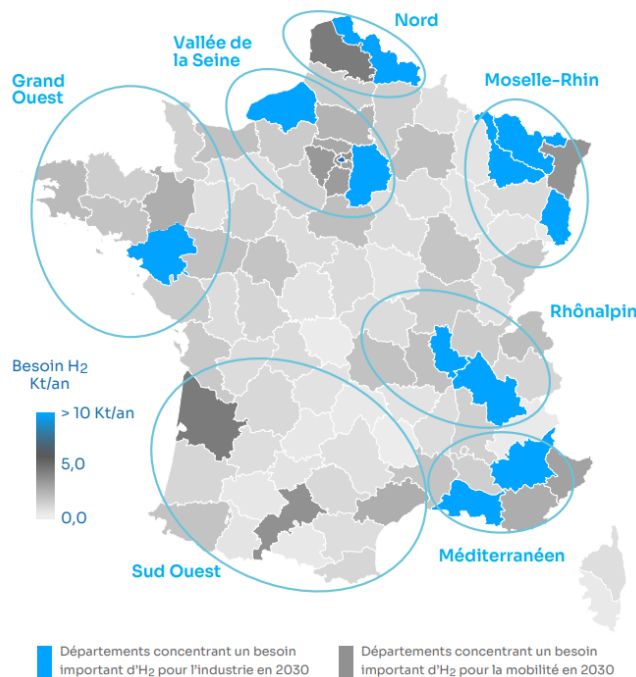 Nord
Vallée de
la Seine
Grand
Ouest
Moselle-Rhin
Rhônalpin
Besoin H₂
Kt/an
> 10 Kt/an
5,0
0,0
Méditerranéen
Sud Ouest
Départements concentrant un besoin
important d'H₂ pour l'industrie en 2030
Départements concentrant un besoin
important d'H₂ pour la mobilité en 2030